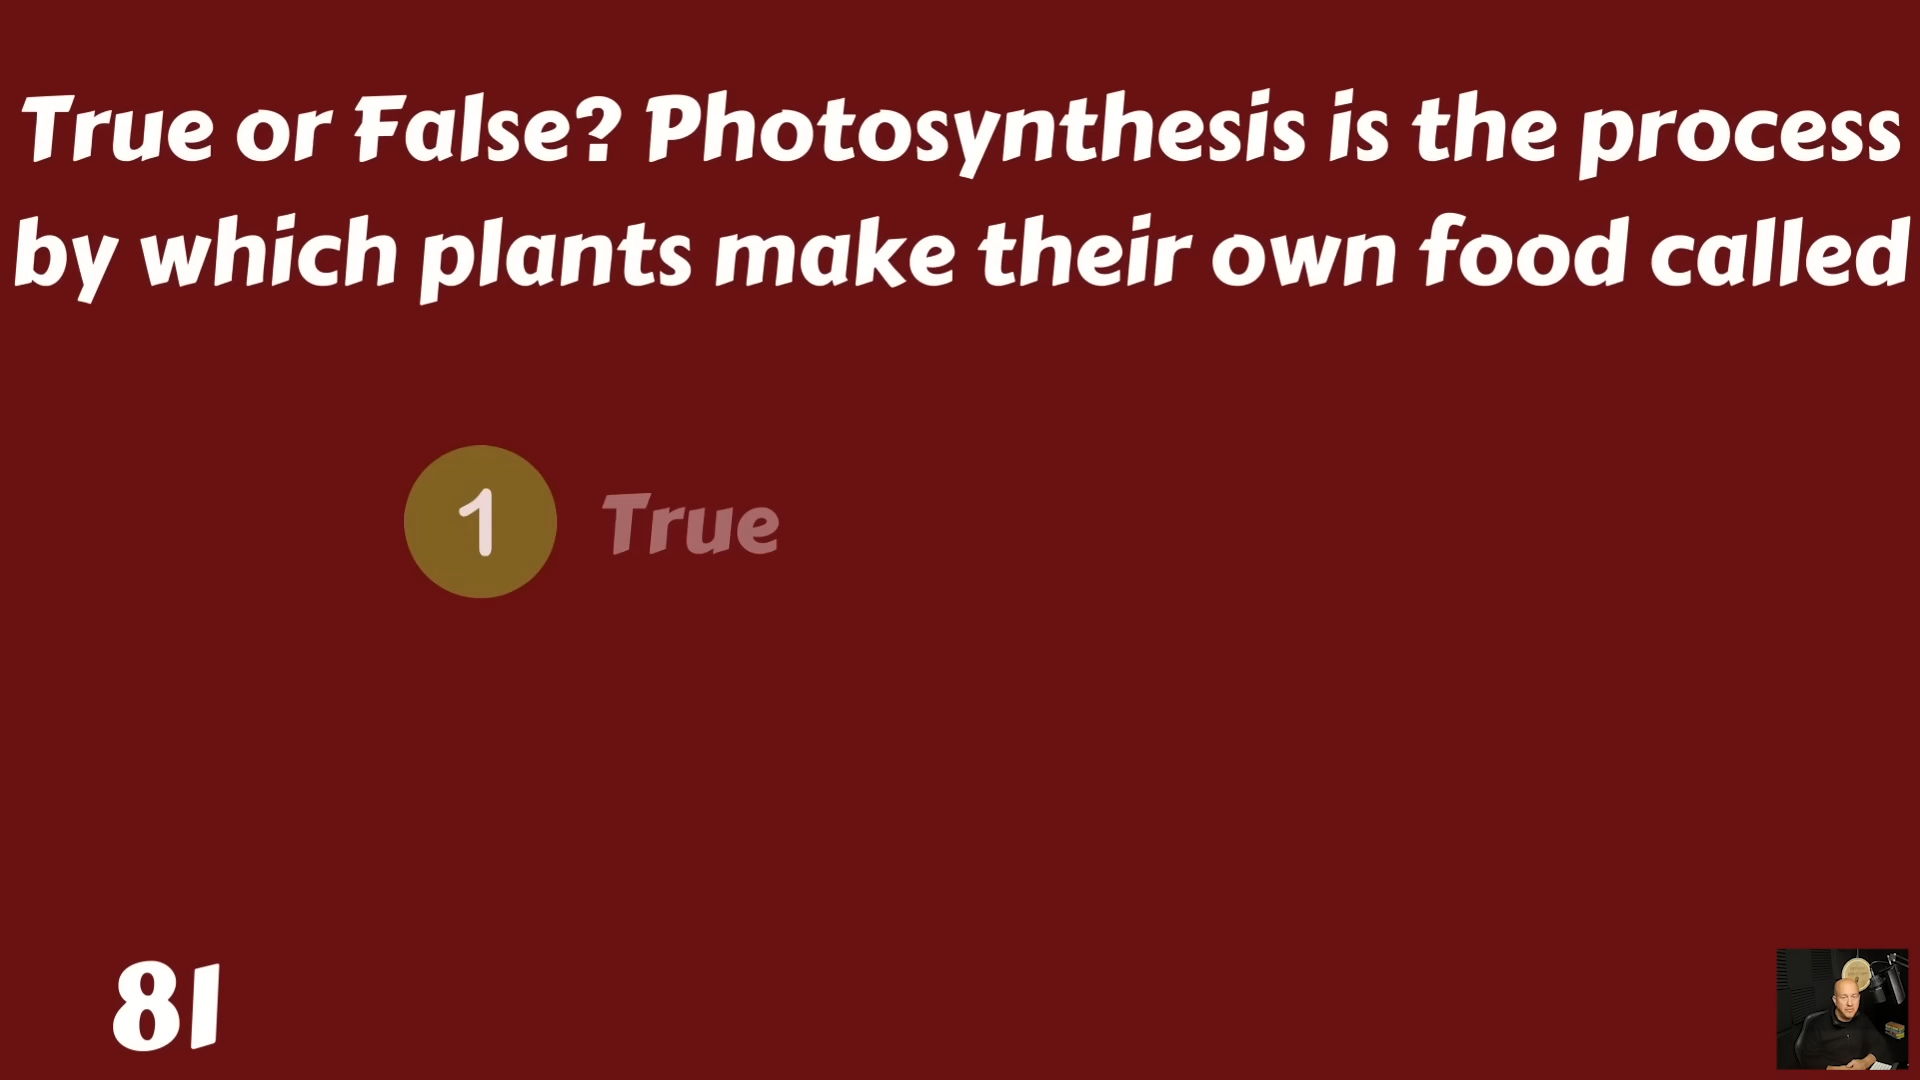 True or False? Photosynthesis is the process
by which plants make their own food called
1 True
81